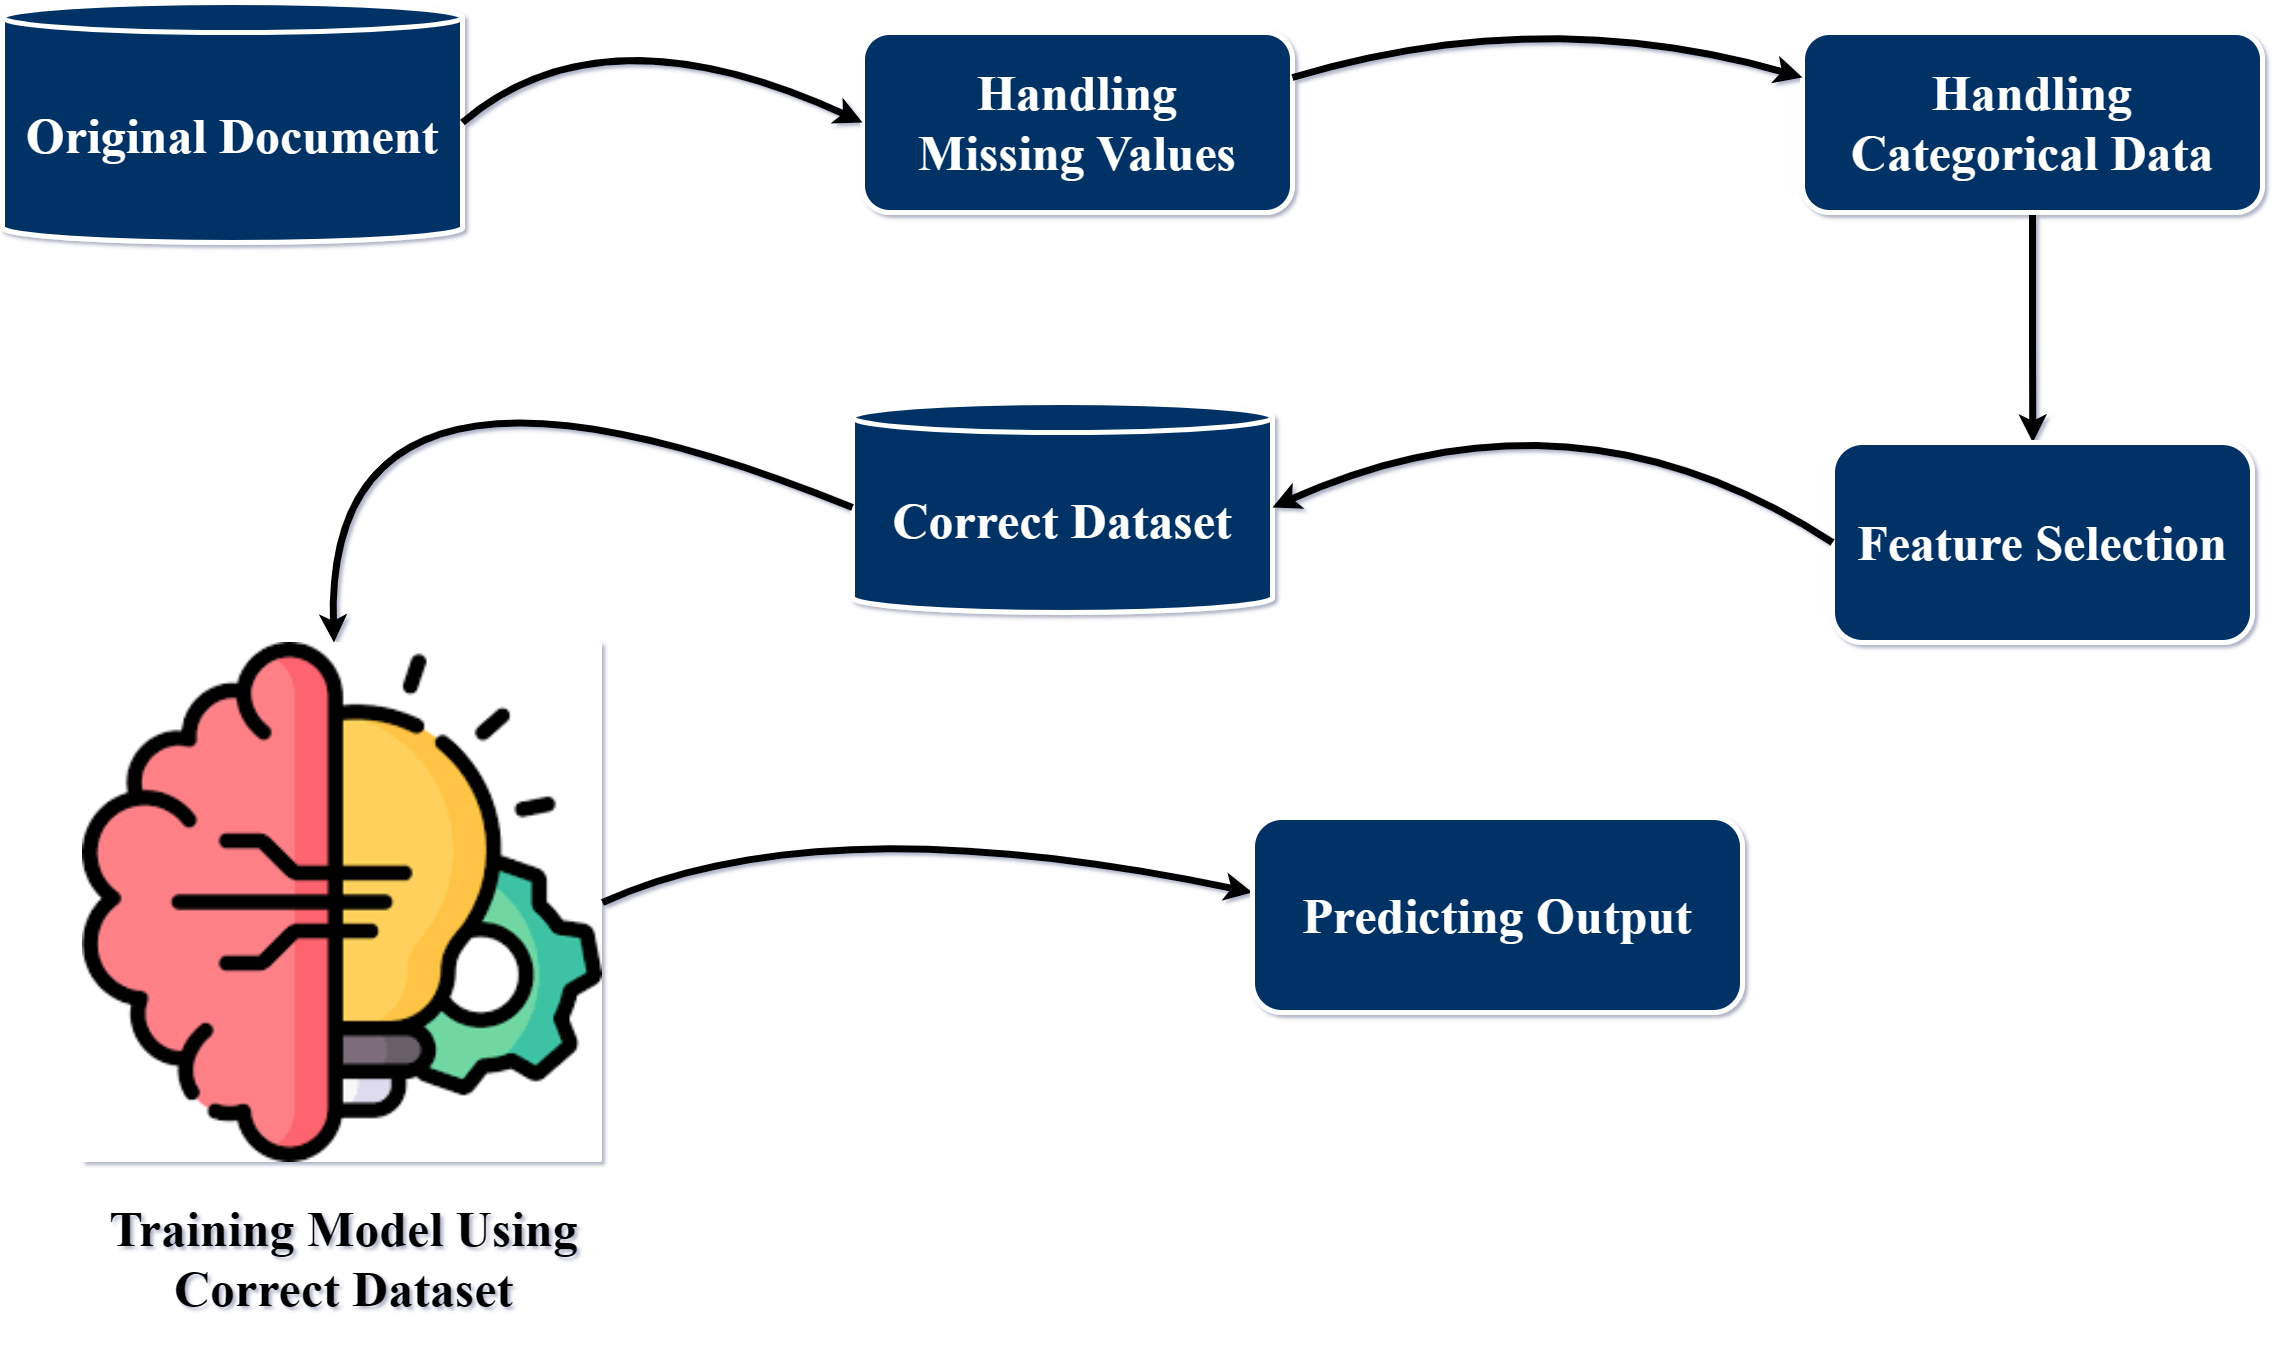 Original Document
Handling
Missing Values
Handling
Categorical Data
Feature Selection
Correct Dataset
Training Model Using
Correct Dataset
Predicting Output